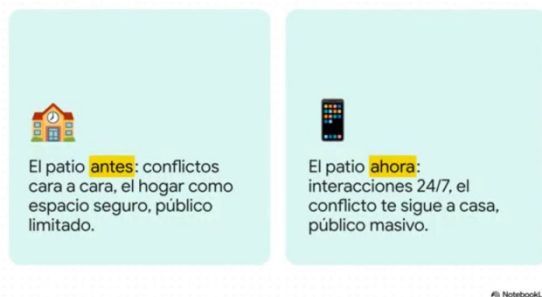 El patio antes: conflictos
cara a cara, el hogar como
espacio seguro, público
limitado.
El patio ahora:
interacciones 24/7, el
conflicto te sigue a casa,
público masivo.